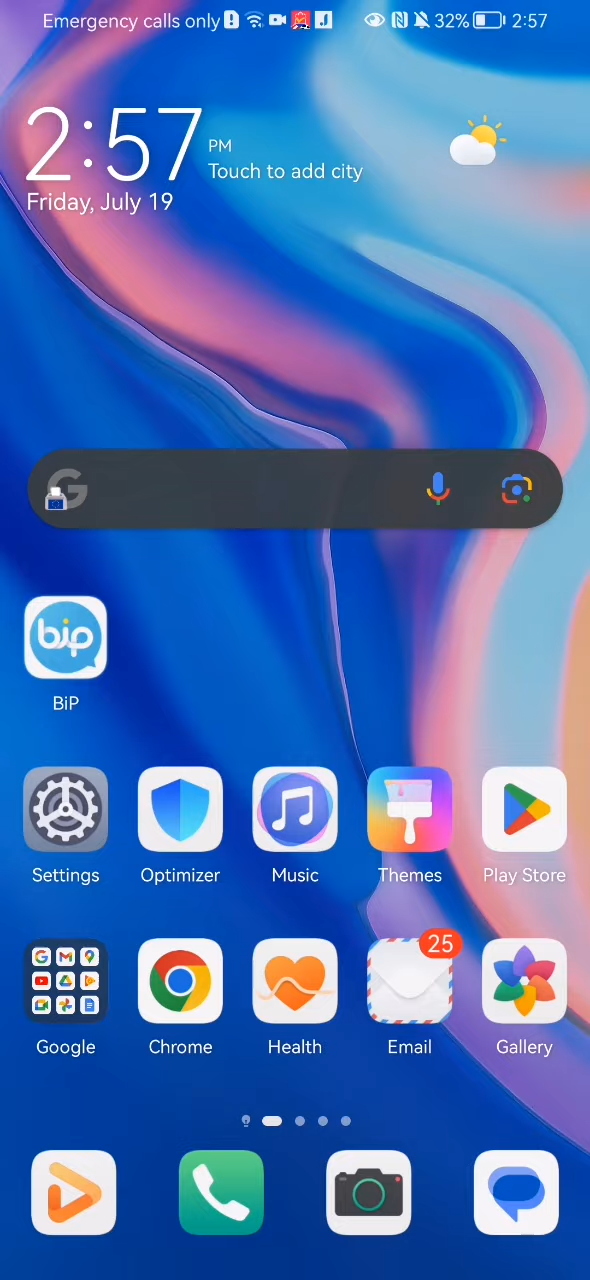 Emergency calls only 32% 2:57
2:57 PM
Touch to add city
Friday, July 19
bip
BiP
Settings Optimizer Music Themes Play Store
25
Google Chrome Health Email Gallery